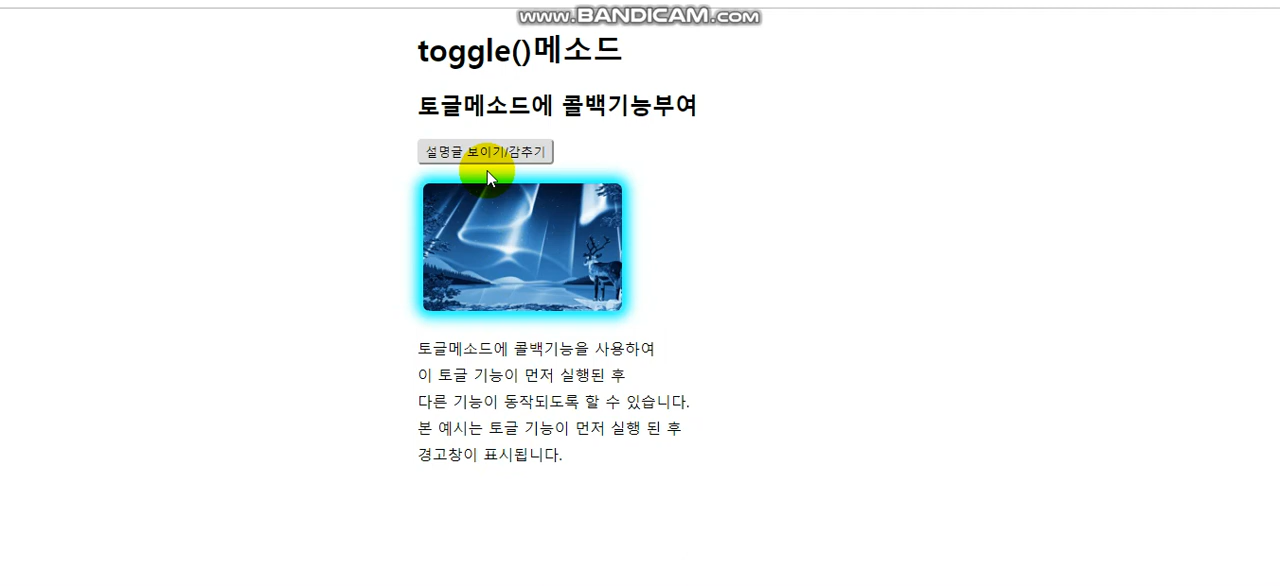 www.BANDICAM.com
toggle()메소드
토글메소드에 콜백기능부여
설명글 보이기/감추기
토글메소드에 콜백기능을 사용하여
이 토글 기능이 먼저 실행된 후
다른 기능이 동작되도록 할 수 있습니다.
본 예시는 토글 기능이 먼저 실행 된 후
경고창이 표시됩니다.